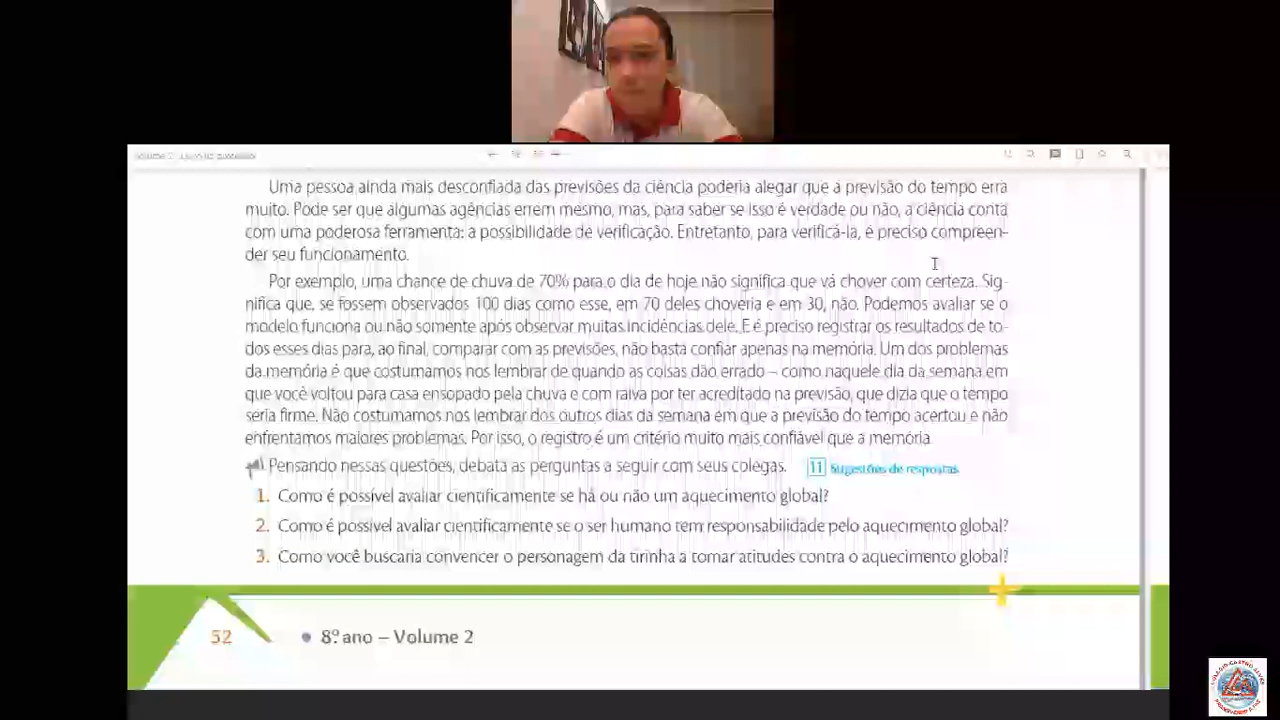 Uma pessoa ainda mais desconfiada das previsões da ciência poderia alegar que a previsão do tempo erra
muito. Pode ser que algumas agências errem mesmo, mas, para saber se isso é verdade ou não, a ciência conta
com uma poderosa ferramenta: a possibilidade de verificação. Entretanto, para verificá-la, é preciso compreen-
der seu funcionamento.
Por exemplo, uma chance de chuva de 70% para o dia de hoje não significa que vá chover com certeza. Sig-
nifica que, se fossem observados 100 dias como esse, em 70 deles choveria e em 30, não. Podemos avaliar se o
modelo funciona ou não somente após observar muitas incidências dele. E é preciso registrar os resultados de to-
dos esses dias para, ao final, comparar com as previsões, não basta confiar apenas na memória. Um dos problemas
da memória é que costumamos nos lembrar de quando as coisas dão errado – como naquele dia da semana em
que você voltou para casa ensopado pela chuva e com raiva por ter acreditado na previsão, que dizia que o tempo
seria firme. Não costumamos nos lembrar dos outros dias da semana em que a previsão do tempo acertou e não
enfrentamos maiores problemas. Por isso, o registro é um critério muito mais confiável que a memória.
Pensando nessas questões, debata as perguntas a seguir com seus colegas. 11 Sugestões de respostas.
1. Como é possível avaliar cientificamente se há ou não um aquecimento global?
2. Como é possível avaliar cientificamente se o ser humano tem responsabilidade pelo aquecimento global?
3. Como você buscaria convencer o personagem da tirinha a tomar atitudes contra o aquecimento global?
52 • 8º. ano – Volume 2